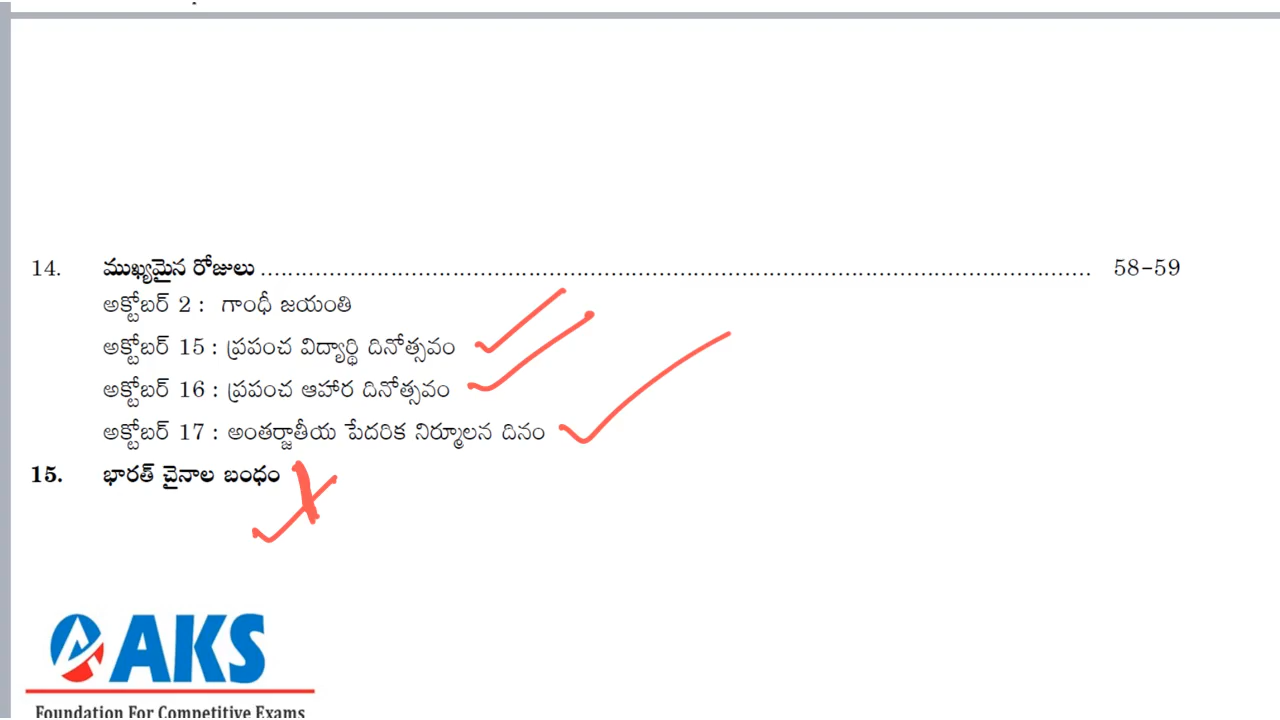 14. ముఖ్యమైన రోజులు ........................................................................................................................... 58-59
అక్టోబర్ 2 : గాంధీ జయంతి
అక్టోబర్ 15 : ప్రపంచ విద్యార్థి దినోత్సవం
అక్టోబర్ 16 : ప్రపంచ ఆహార దినోత్సవం
అక్టోబర్ 17 : అంతర్జాతీయ పేదరిక నిర్మూలన దినం
15. భారత్ చైనాల బంధం
AKS
Foundation For Competitive Exams